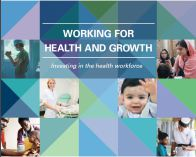 WORKING FOR
HEALTH AND GROWTH
Investing in the health workforce